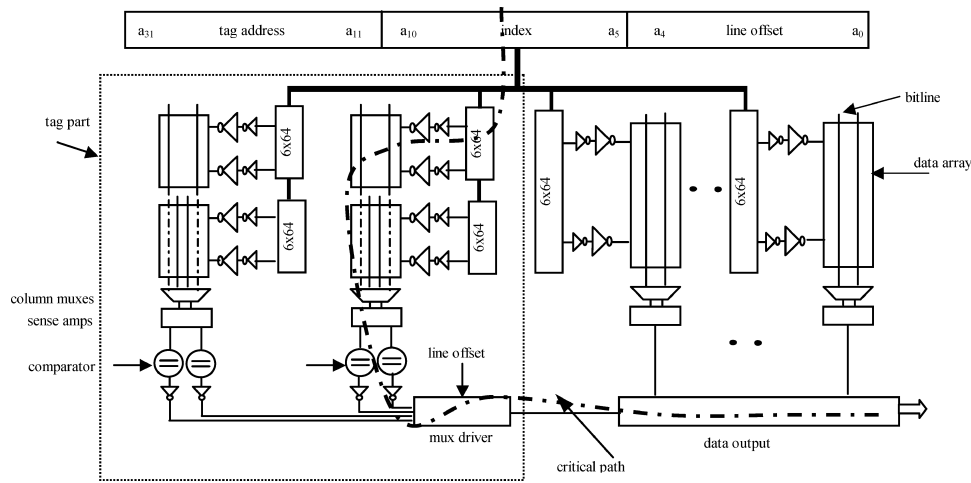 a31 tag address a11 a10 index a5 a4 line offset a0
bitline
tag part
6x64
6x64
6x64
6x64
data array
6x64
6x64
column muxes
sense amps
line offset
comparator
mux driver
data output
critical path